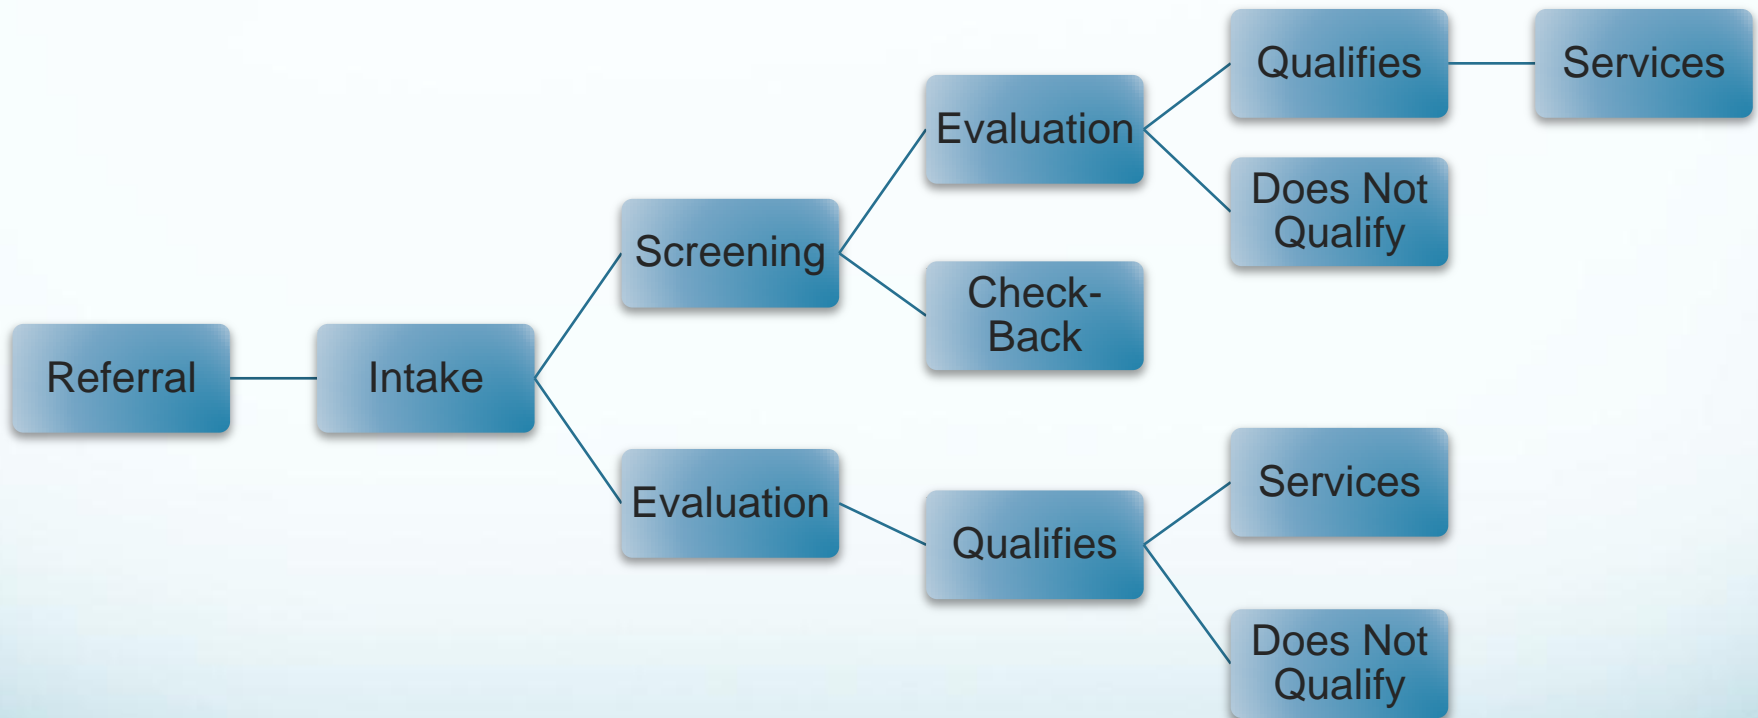 Referral
Intake
Screening
Evaluation
Qualifies
Services
Does Not
Qualify
Check-
Back
Evaluation
Qualifies
Services
Does Not
Qualify